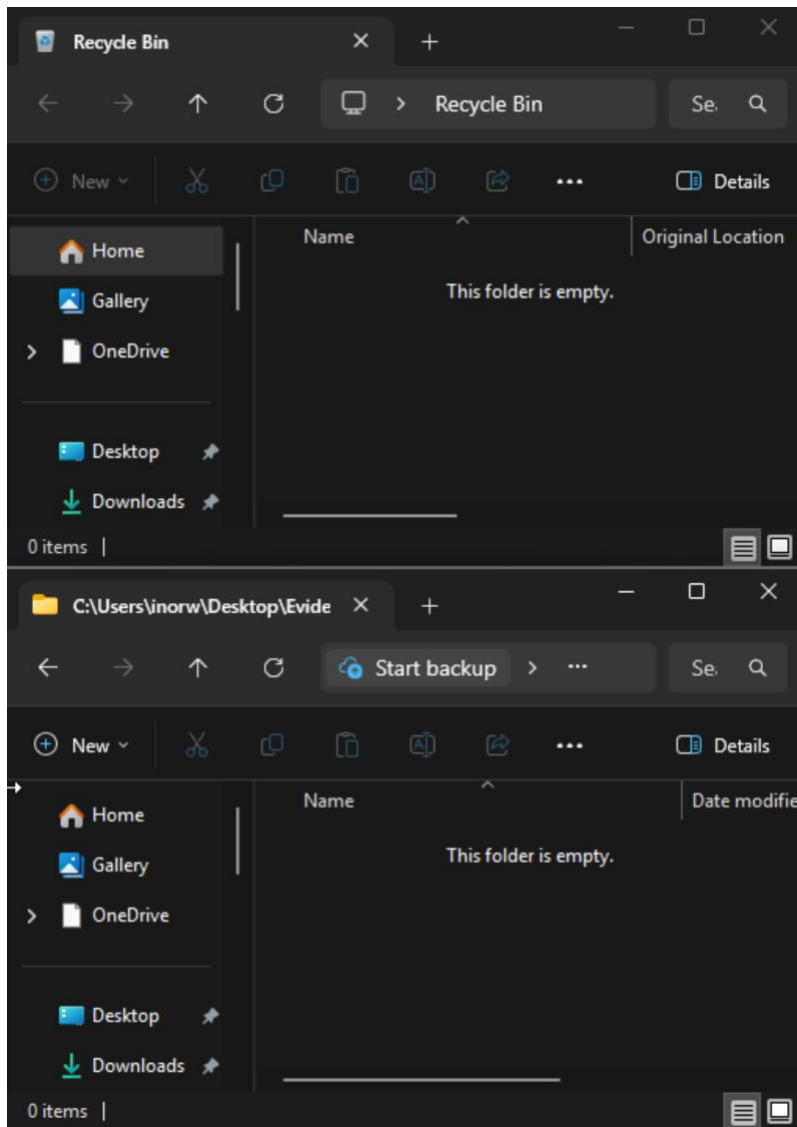 Recycle Bin
Recycle Bin
Se
New
Details
Home
Name
Original Location
Gallery
This folder is empty.
OneDrive
Desktop
Downloads
0 items
C:\Users\inorw\Desktop\Evide
Start backup
Se
New
Details
Home
Name
Date modifie
Gallery
This folder is empty.
OneDrive
Desktop
Downloads
0 items